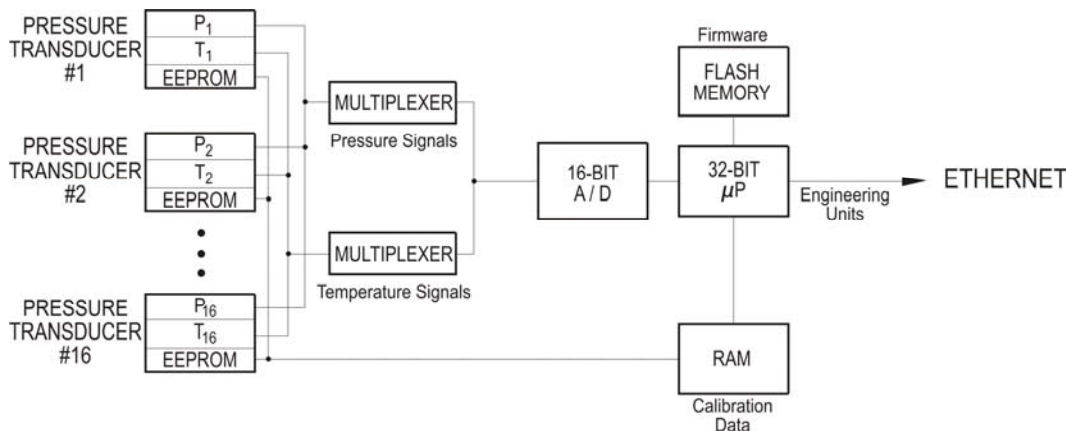 PRESSURE
TRANSDUCER
#1
P1
T1
EEPROM
PRESSURE
TRANSDUCER
#2
P2
T2
EEPROM
PRESSURE
TRANSDUCER
#16
P16
T16
EEPROM
MULTIPLEXER
Pressure Signals
MULTIPLEXER
Temperature Signals
16-BIT
A / D
Firmware
FLASH
MEMORY
32-BIT
µP
Engineering
Units
ETHERNET
RAM
Calibration
Data